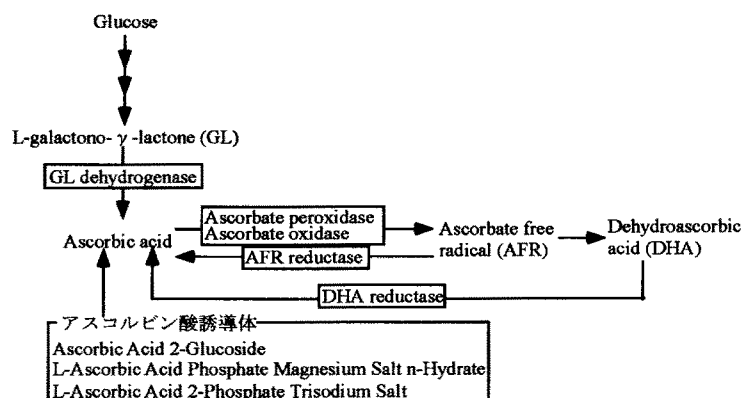 Glucose
L-galactono-γ-lactone (GL)
GL dehydrogenase
Ascorbic acid
Ascorbate peroxidase
Ascorbate oxidase
AFR reductase
Ascorbate free
radical (AFR)
Dehydroascorbic
acid (DHA)
DHA reductase
アスコルビン酸誘導体
Ascorbic Acid 2-Glucoside
L-Ascorbic Acid Phosphate Magnesium Salt n-Hydrate
L-Ascorbic Acid 2-Phosphate Trisodium Salt